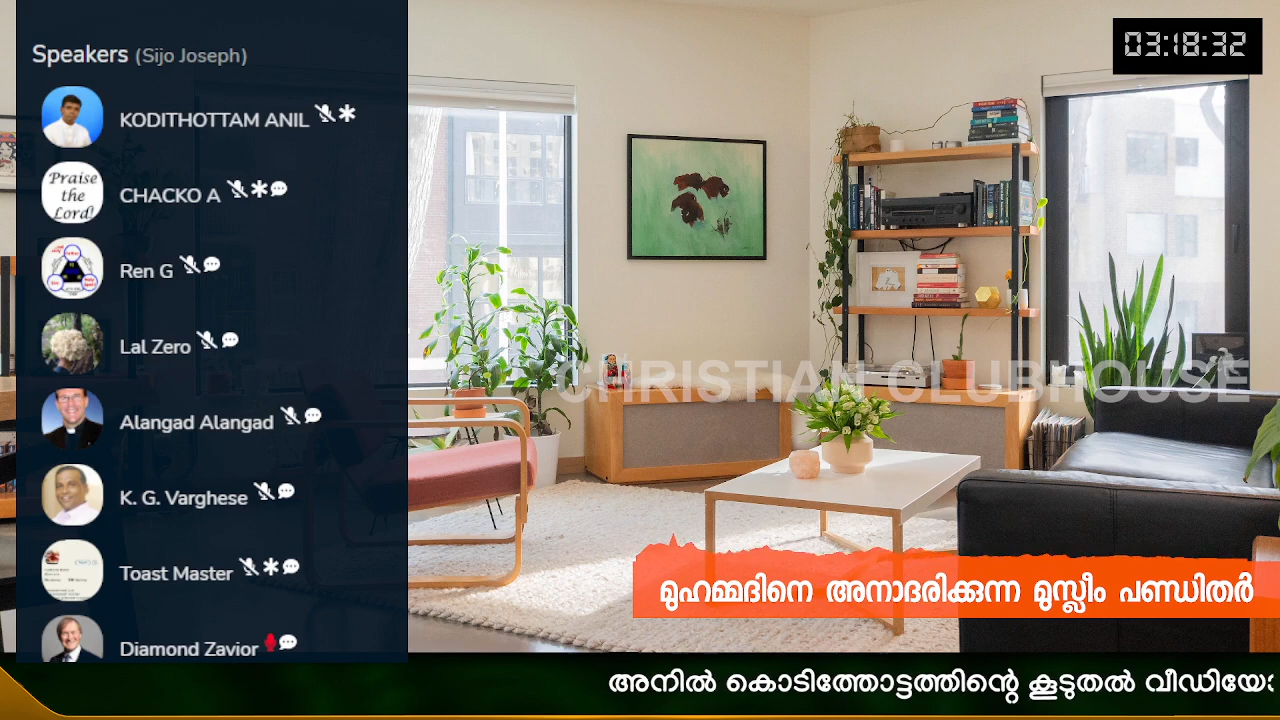 Speakers (Sijo Joseph)
03:18:32
KODITHOTTAM ANIL
Praise
the
Lord!
CHACKO A
Ren G
Lal Zero
Alangad Alangad
K. G. Varghese
Toast Master
Diamond Zavior
CHRISTIAN CLUBHOUSE
മുഹമ്മദിനെ അനാദരിക്കുന്ന മുസ്ലീം പണ്ഡിതർ
അനിൽ കൊടിത്തോട്ടത്തിന്റെ കൂടുതൽ